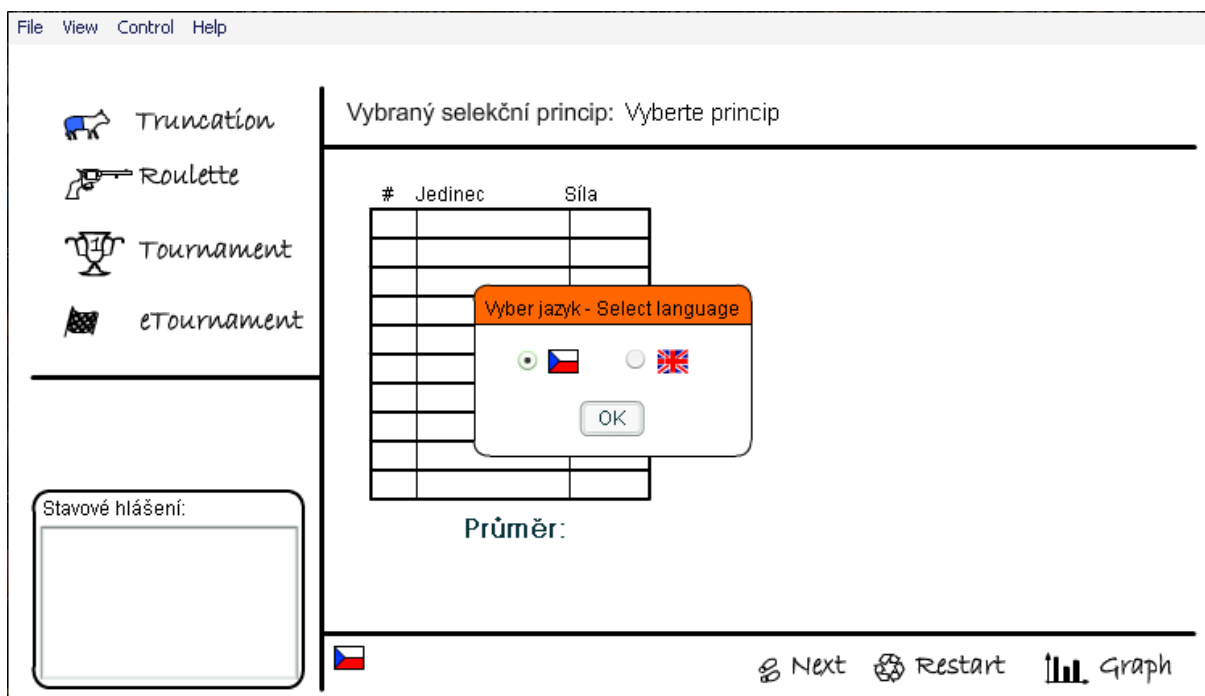 File View Control Help
Truncation
Roulette
Tournament
eTournament
Vybraný selekční princip: Vyberte princip
# Jedinec Síla
Vyber jazyk - Select language
OK
Průměr:
Stavové hlášení:
Next Restart Graph